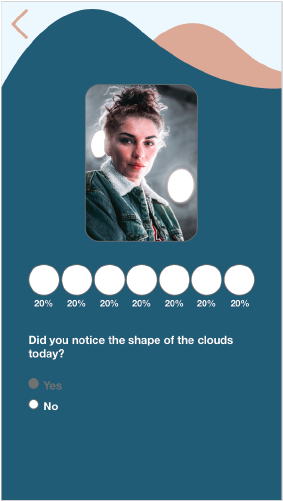 20% 20% 20% 20% 20% 20% 20%
Did you notice the shape of the clouds
today?
Yes
No